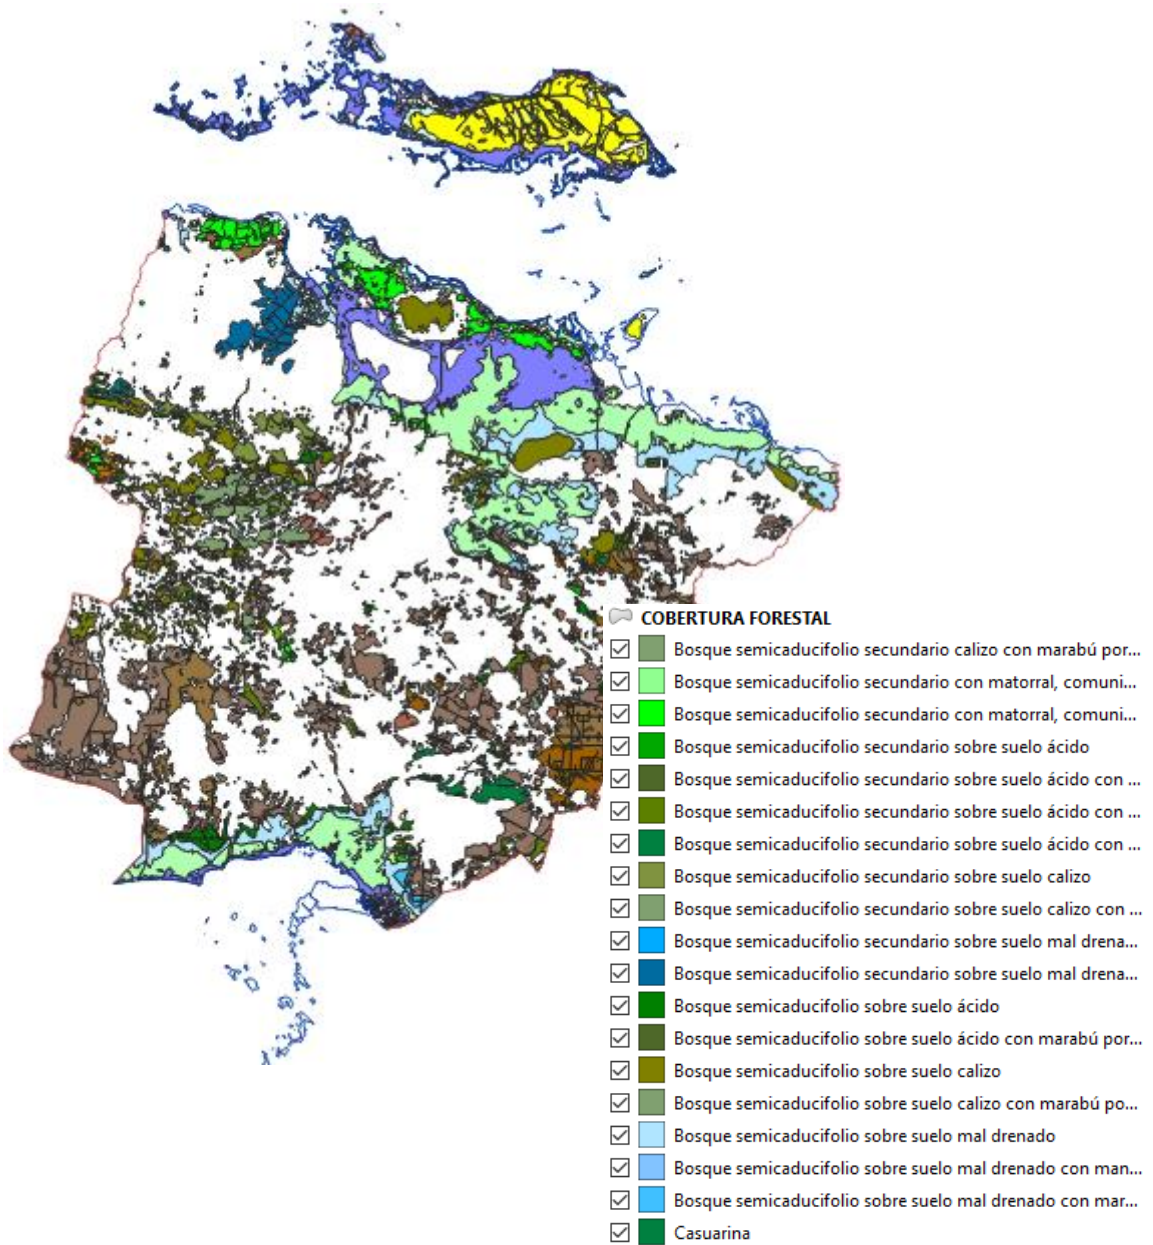 COBERTURA FORESTAL
Bosque semicaducifolio secundario calizo con marabú por...
Bosque semicaducifolio secundario con matorral, comuni...
Bosque semicaducifolio secundario con matorral, comuni...
Bosque semicaducifolio secundario sobre suelo ácido
Bosque semicaducifolio secundario sobre suelo ácido con ...
Bosque semicaducifolio secundario sobre suelo ácido con ...
Bosque semicaducifolio secundario sobre suelo ácido con ...
Bosque semicaducifolio secundario sobre suelo calizo
Bosque semicaducifolio secundario sobre suelo calizo con ...
Bosque semicaducifolio secundario sobre suelo mal drena...
Bosque semicaducifolio secundario sobre suelo mal drena...
Bosque semicaducifolio sobre suelo ácido
Bosque semicaducifolio sobre suelo ácido con marabú por...
Bosque semicaducifolio sobre suelo calizo
Bosque semicaducifolio sobre suelo calizo con marabú po...
Bosque semicaducifolio sobre suelo mal drenado
Bosque semicaducifolio sobre suelo mal drenado con man...
Bosque semicaducifolio sobre suelo mal drenado con mar...
Casuarina